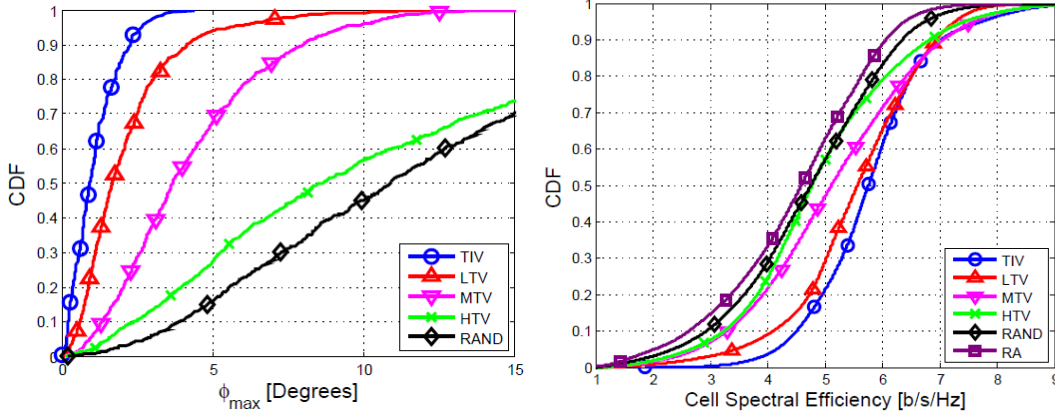 1
0.9
0.8
0.7
0.6
0.5
0.4
0.3
0.2
0.1
0
CDF
0 5 10 15
ϕmax [Degrees]
TIV
LTV
MTV
HTV
RAND
1
0.9
0.8
0.7
0.6
0.5
0.4
0.3
0.2
0.1
0
CDF
1 2 3 4 5 6 7 8 9
Cell Spectral Efficiency [b/s/Hz]
TIV
LTV
MTV
HTV
RAND
RA